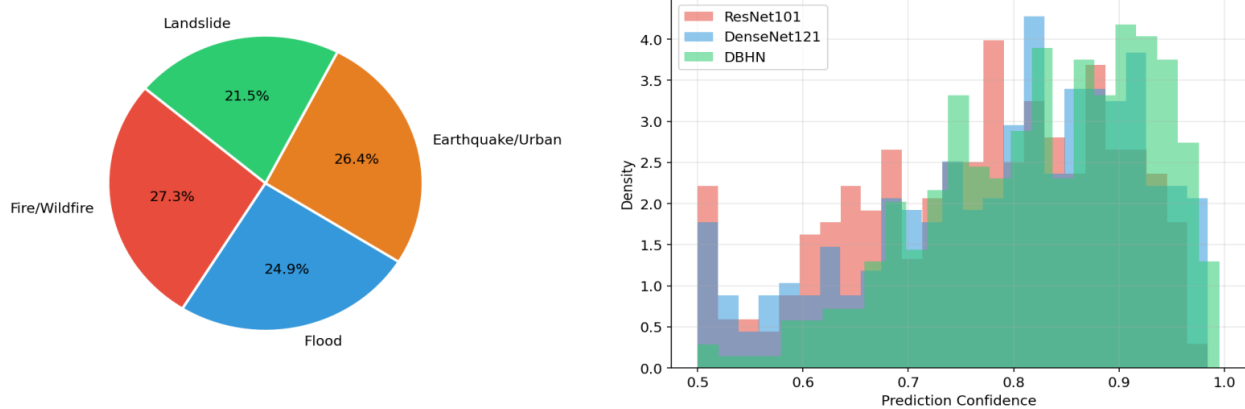 Landslide
21.5%
Earthquake/Urban
26.4%
Fire/Wildfire
27.3%
24.9%
Flood
ResNet101
DenseNet121
DBHN
Density
4.0
3.5
3.0
2.5
2.0
1.5
1.0
0.5
0.0
0.5 0.6 0.7 0.8 0.9 1.0
Prediction Confidence